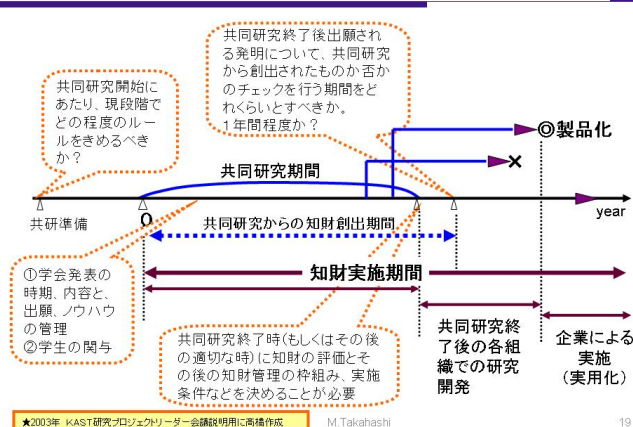 共同研究終了後出願され
る発明について、共同研究
から創出されたものか否か
のチェックを行う期間をど
れくらいとすべきか。
1年間程度か？
共同研究開始に
あたり、現段階で
どの程度のルー
ルをきめるべき
か？
◎製品化
×
共同研究期間
共研準備
0
共同研究からの知財創出期間
year
知財実施期間
①学会発表の
時期、内容と、
出願、ノウハウ
の管理
②学生の関与
共同研究終了時(もしくはその後
の適切な時)に知財の評価とそ
の後の知財管理の枠組み、実施
条件などを決めることが必要
共同研究終
了後の各組
織での研究
開発
企業による
実施
(実用化)
★2003年 KAST研究プロジェクトリーダー会議説明用に高橋作成
M.Takahashi
19